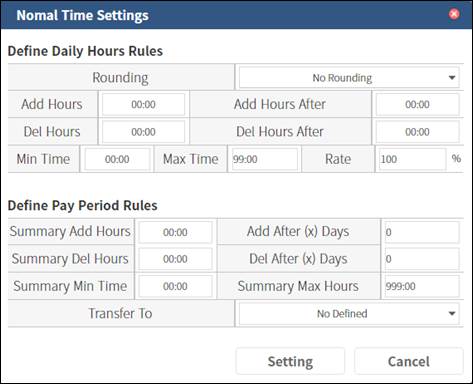 Nomal Time Settings
Define Daily Hours Rules
Rounding No Rounding
Add Hours 00:00 Add Hours After 00:00
Del Hours 00:00 Del Hours After 00:00
Min Time 00:00 Max Time 99:00 Rate 100 %
Define Pay Period Rules
Summary Add Hours 00:00 Add After (x) Days 0
Summary Del Hours 00:00 Del After (x) Days 0
Summary Min Time 00:00 Summary Max Hours 999:00
Transfer To No Defined
Setting Cancel